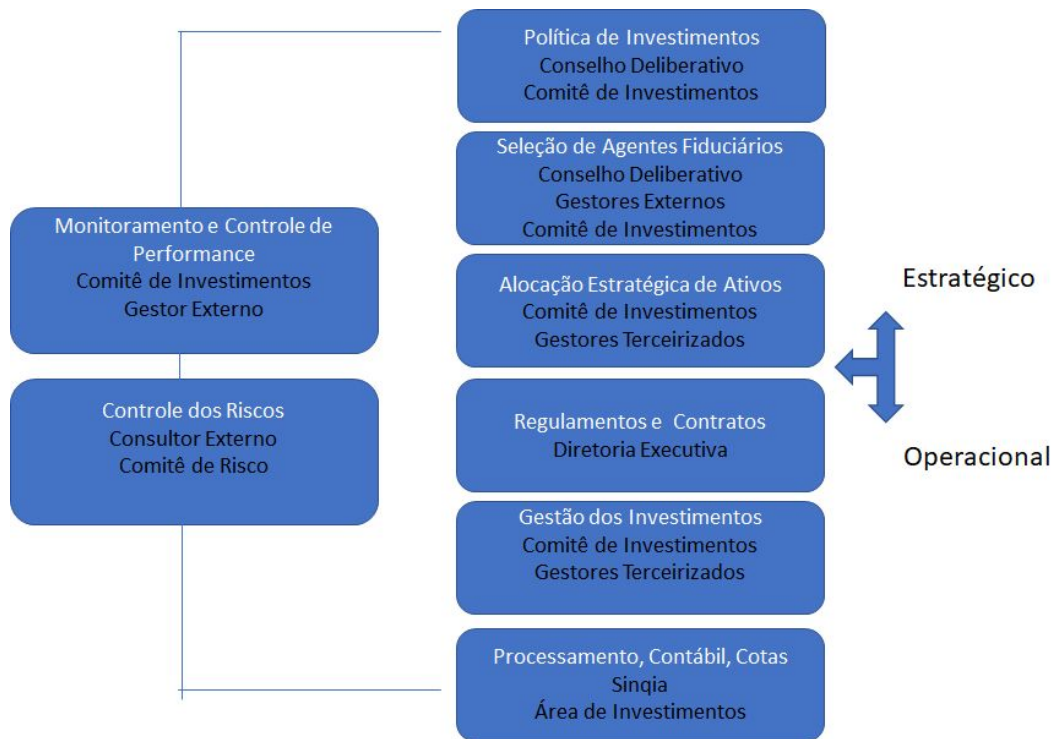 Política de Investimentos
Conselho Deliberativo
Comitê de Investimentos
Seleção de Agentes Fiduciários
Conselho Deliberativo
Gestores Externos
Comitê de Investimentos
Monitoramento e Controle de
Performance
Comitê de Investimentos
Gestor Externo
Alocação Estratégica de Ativos
Comitê de Investimentos
Gestores Terceirizados
Estratégico
Controle dos Riscos
Consultor Externo
Comitê de Risco
Regulamentos e Contratos
Diretoria Executiva
Operacional
Gestão dos Investimentos
Comitê de Investimentos
Gestores Terceirizados
Processamento, Contábil, Cotas
Sinqia
Área de Investimentos